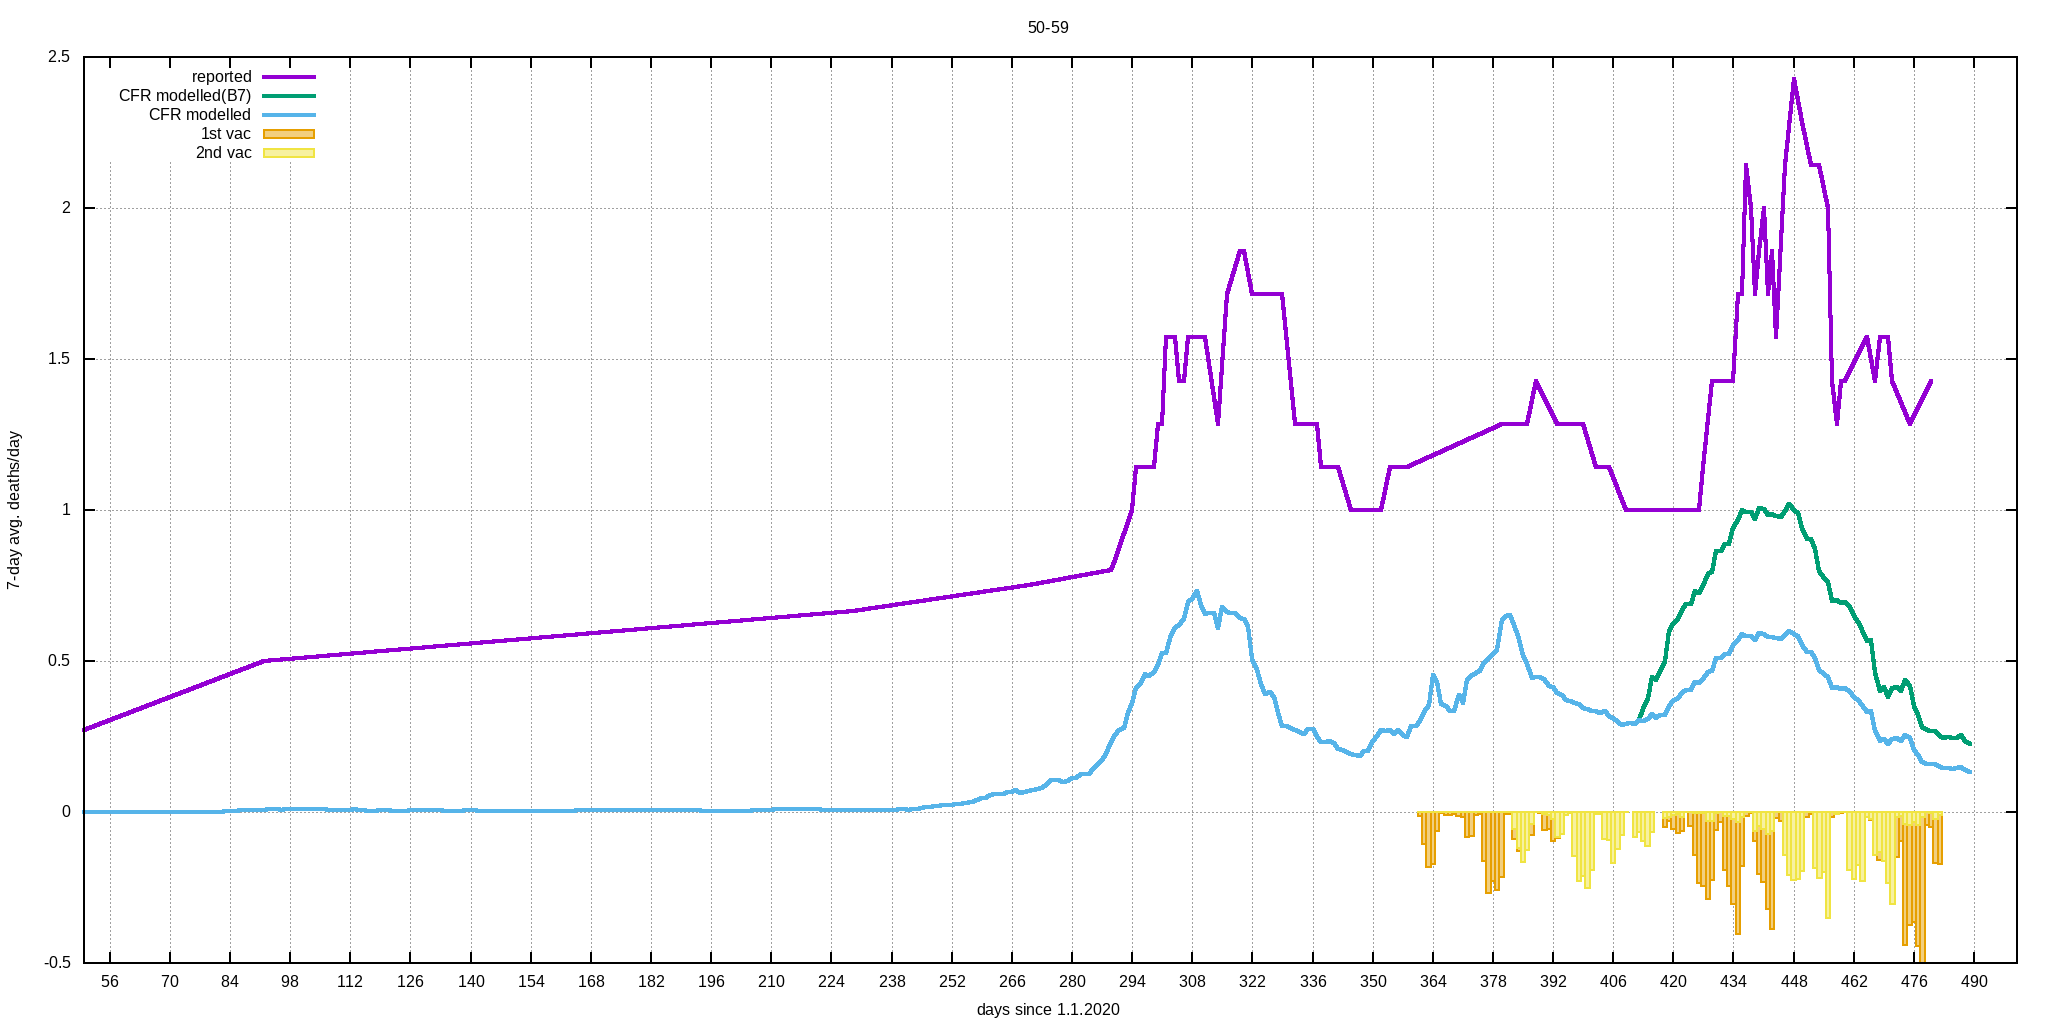 50-59
2.5
2
1.5
1
0.5
0
-0.5
7-day avg. deaths/day
reported
CFR modelled(B7)
CFR modelled
1st vac
2nd vac
56 70 84 98 112 126 140 154 168 182 196 210 224 238 252 266 280 294 308 322 336 350 364 378 392 406 420 434 448 462 476 490
days since 1.1.2020